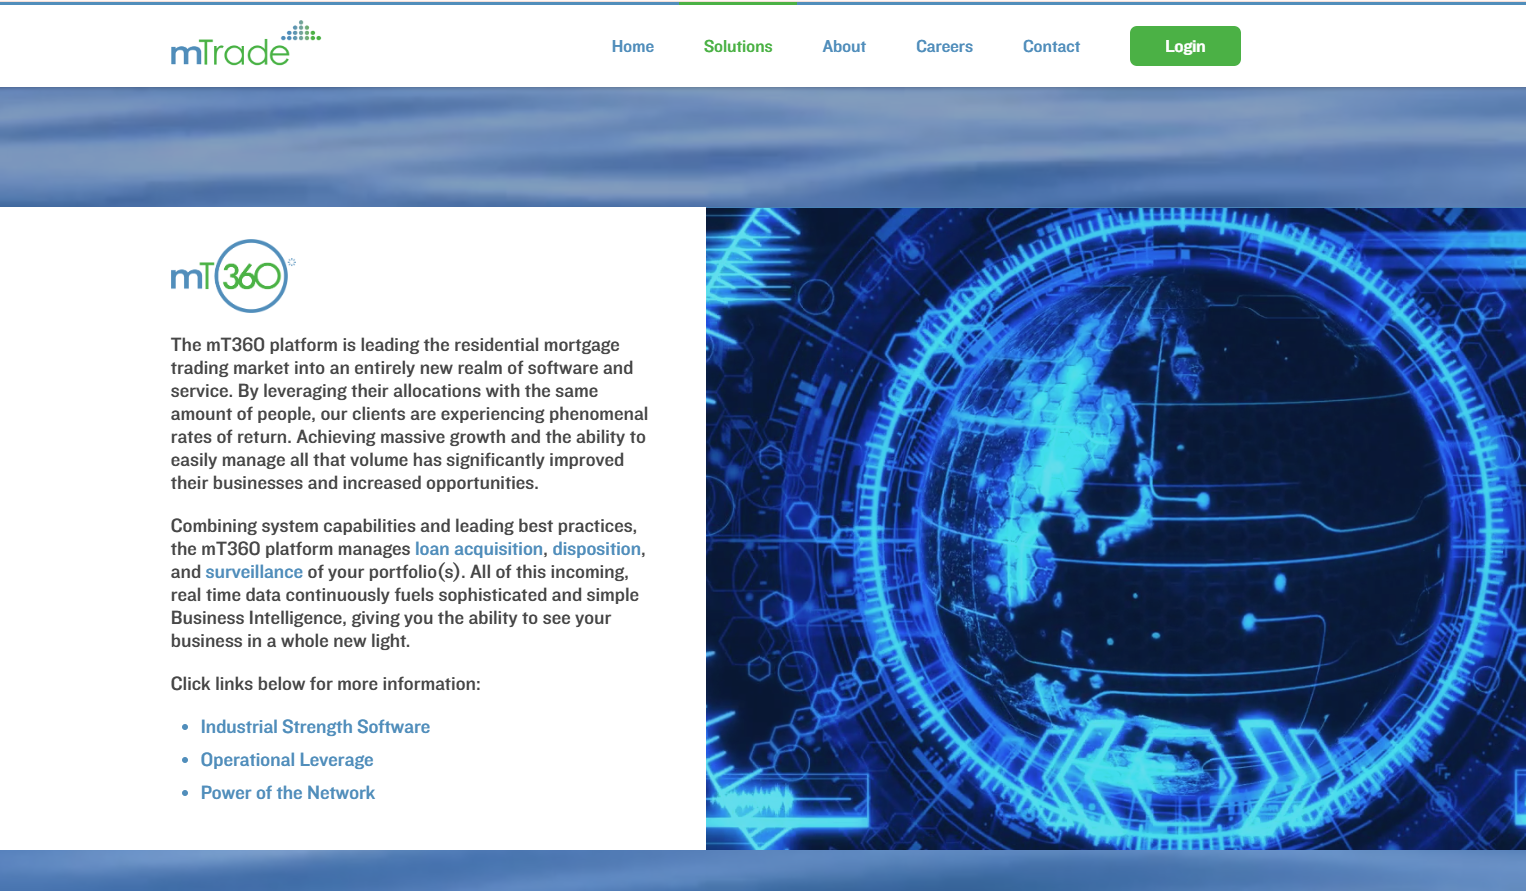 mTrade
Home Solutions About Careers Contact Login
mT360
The mT360 platform is leading the residential mortgage
trading market into an entirely new realm of software and
service. By leveraging their allocations with the same
amount of people, our clients are experiencing phenomenal
rates of return. Achieving massive growth and the ability to
easily manage all that volume has significantly improved
their businesses and increased opportunities.
Combining system capabilities and leading best practices,
the mT360 platform manages loan acquisition, disposition,
and surveillance of your portfolio(s). All of this incoming,
real time data continuously fuels sophisticated and simple
Business Intelligence, giving you the ability to see your
business in a whole new light.
Click links below for more information:
• Industrial Strength Software
• Operational Leverage
• Power of the Network